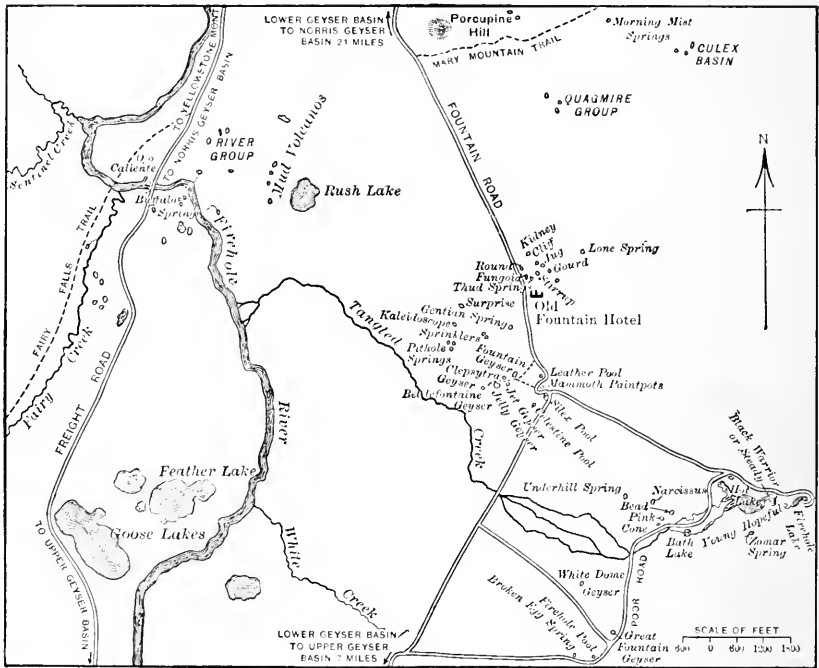 LOWER GEYSER BASIN
TO NORRIS GEYSER
BASIN 21 MILES
Porcupine
Hill
MARY MOUNTAIN TRAIL
Morning Mist
Springs
CULEX
BASIN
QUAGMIRE
GROUP
FOUNTAIN ROAD
N
TO YELLOWSTONE MONT
TO NORRIS GEYSER BASIN
Sentinel Creek
Caliente
RIVER
GROUP
Mud Volcanos
Rush Lake
Buffalo
Springs
Firehole
River
FAIRY FALLS TRAIL
Fairy Creek
FREIGHT ROAD
Kidney
Cliff
Jug
Gourd
Lone Spring
Round
Fungoid
Thud Spring
Stirrup
Old
Fountain Hotel
Surprise
Gentian Spring
Kaleidoscope
Sprinklers
Pithole
Springs
Fountain
Geyser
Clepsytra
Geyser
Bellefontaine
Geyser
Jet Geyser
Jelly Geyser
Leather Pool
Mammoth Paintpots
Silex Pool
Celestine Pool
Tangled
Creek
Feather Lake
Goose Lakes
TO UPPER GEYSER BASIN
White
Creek
Underhill Spring
Narcissus
Bead
Pink
Cone
Black Warrior
or Steady
Hot
Lake
Young Hopeful
Firehole
Lake
Bath
Lake
Zomar
Spring
White Dome
Geyser
POOR ROAD
Firehole Pool
Broken Egg Spring
Great
Fountain
Geyser
LOWER GEYSER BASIN
TO UPPER GEYSER
BASIN 7 MILES
SCALE OF FEET
600 0 600 1200 1800